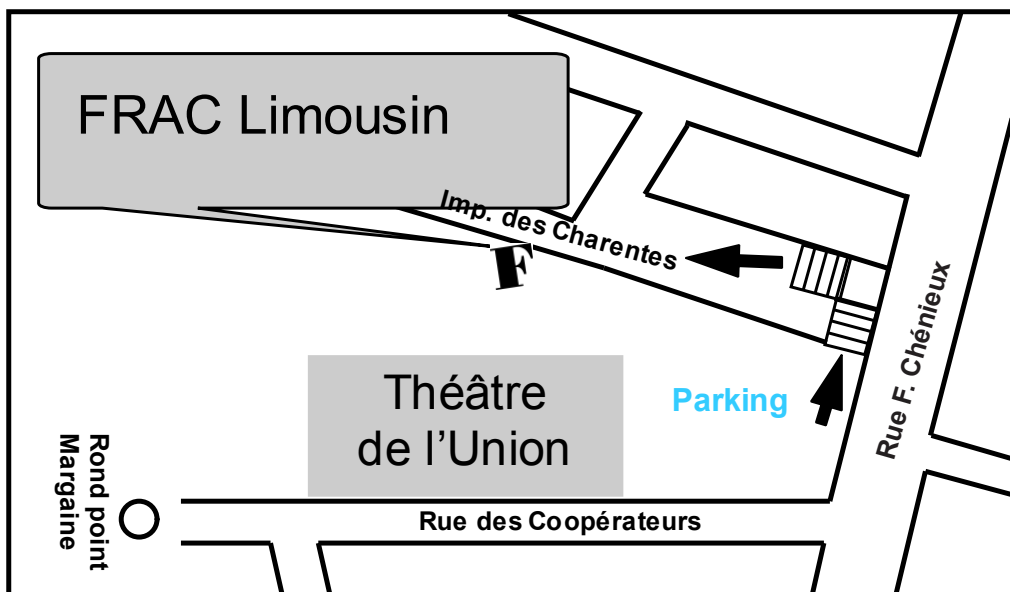 FRAC Limousin
Imp. des Charentes
F
Rue F. Chénieux
Théâtre
de l’Union
Parking
Rond point
Margaine
Rue des Coopérateurs